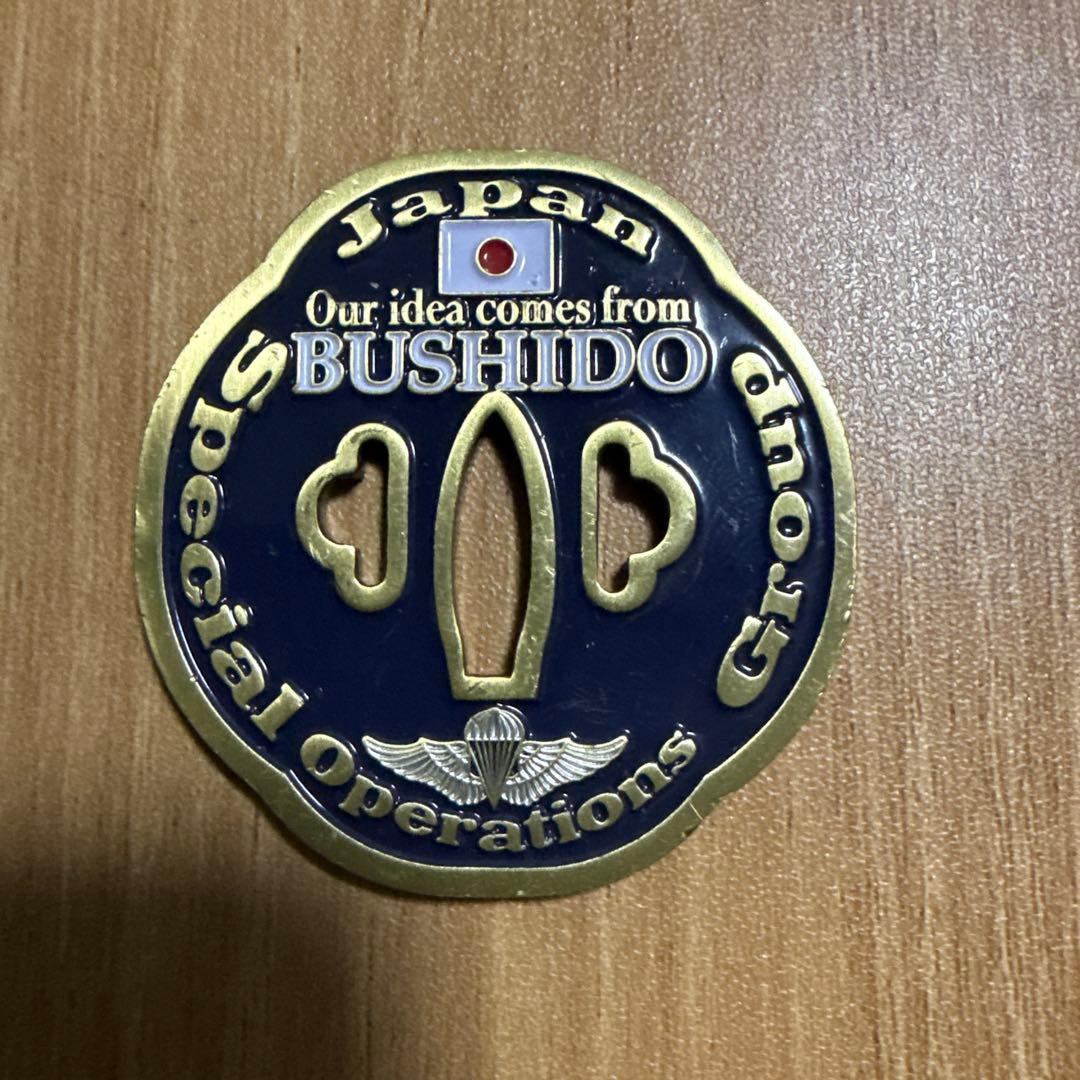 Japan
Our idea comes from
BUSHIDO
Special Operations Group